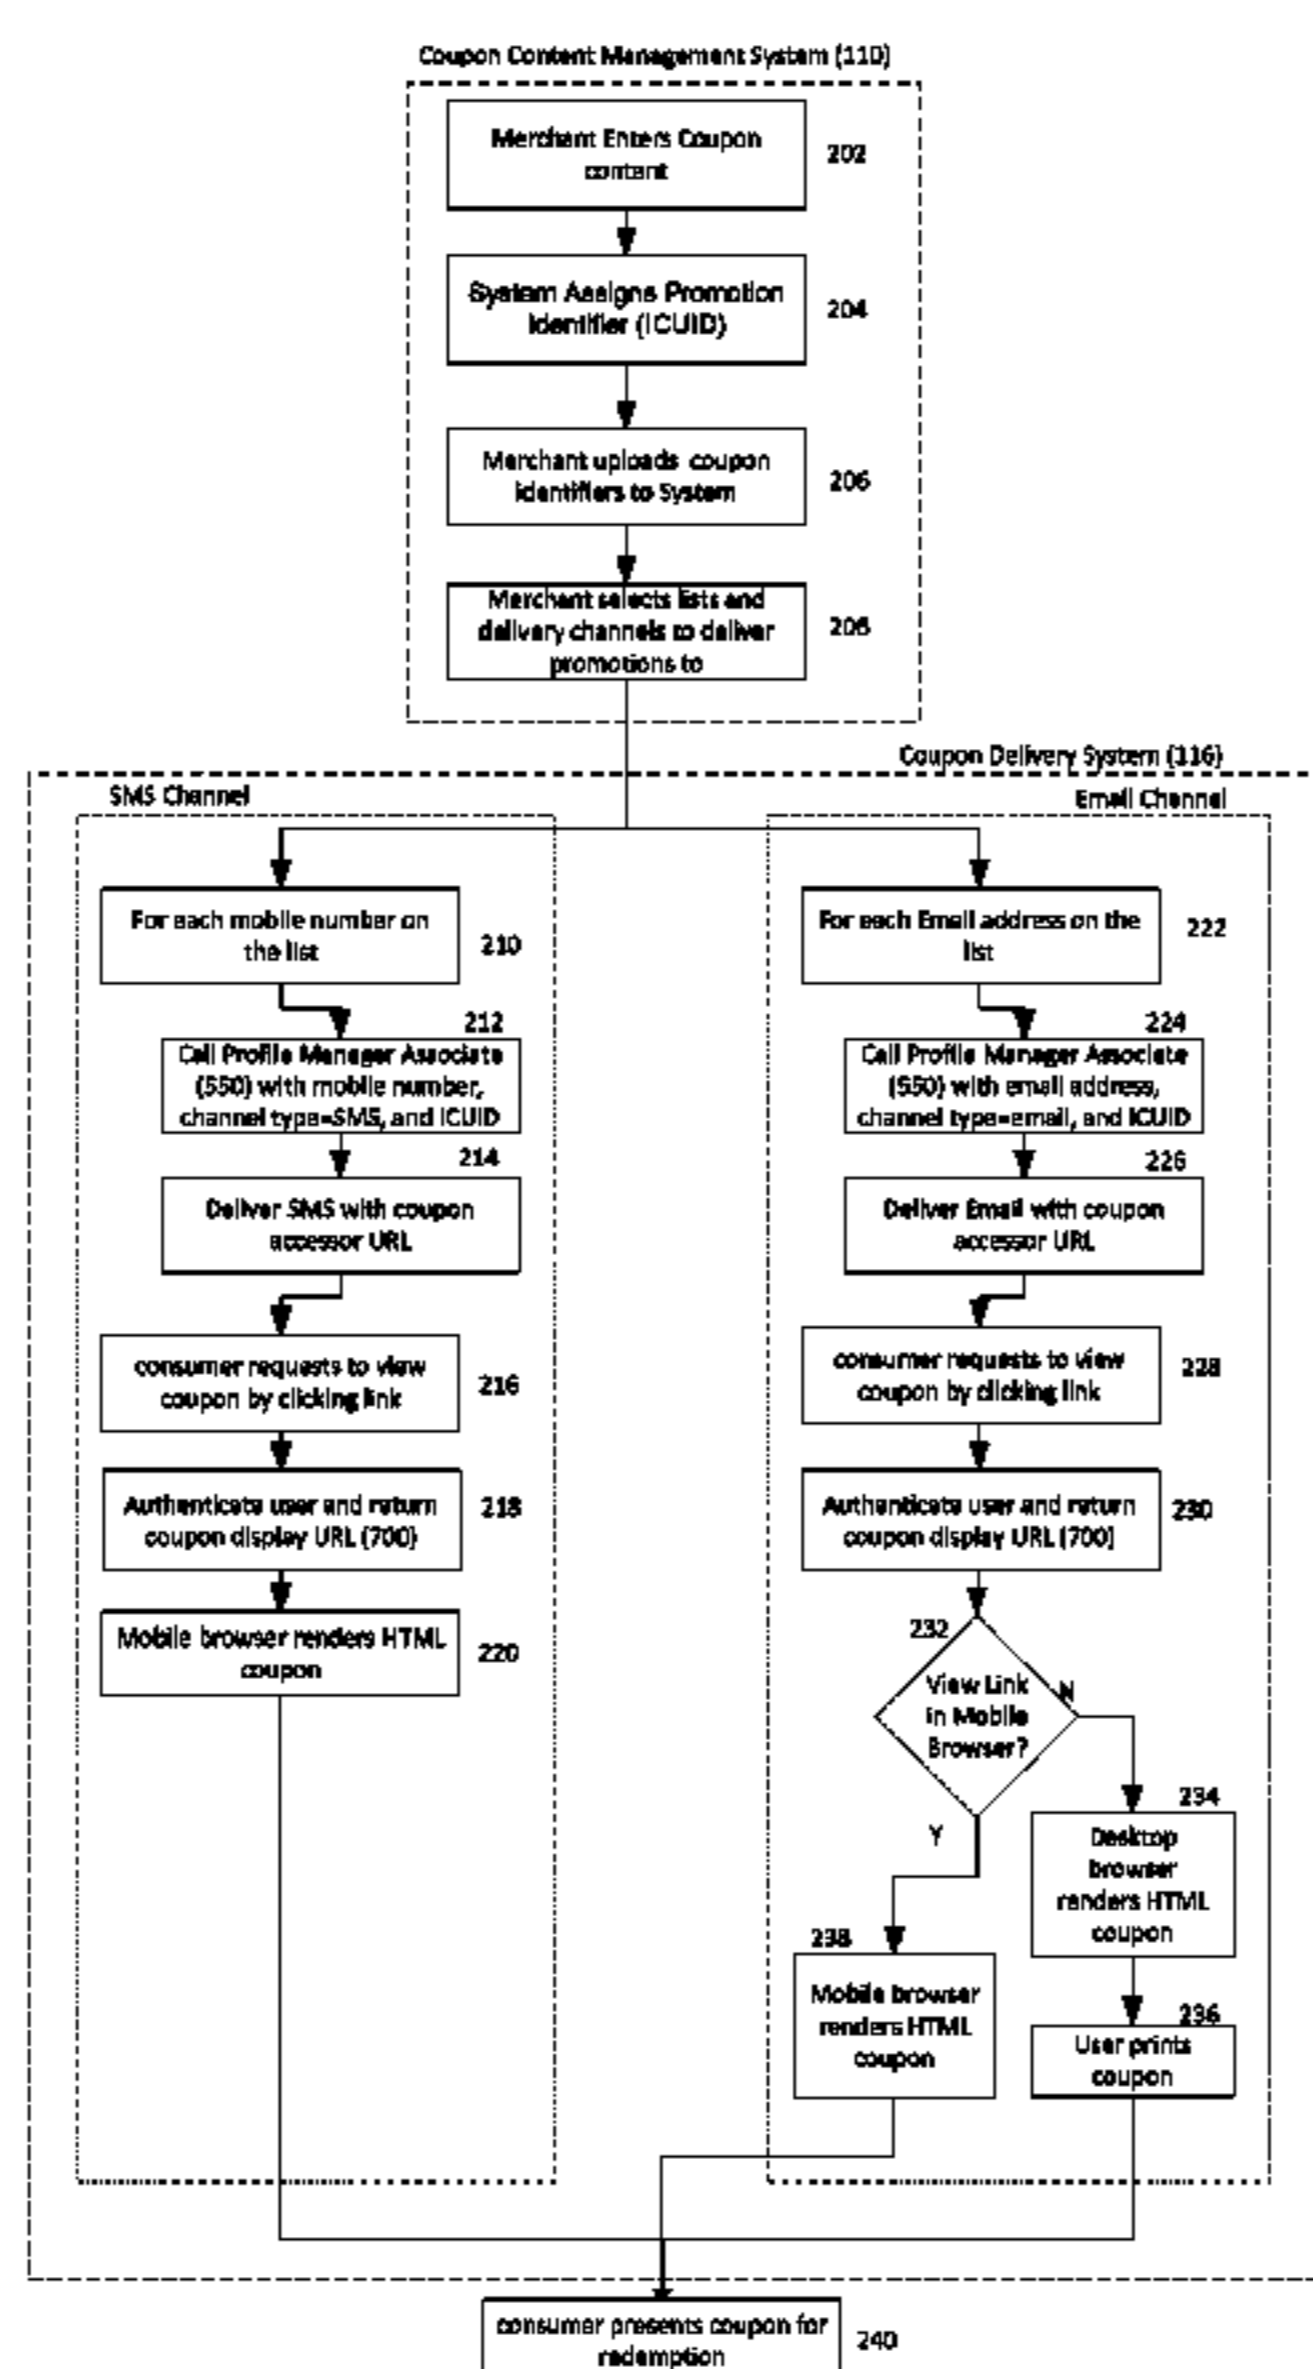 Coupon Content Management System (110)
Merchant Enters Coupon
content
202
System Assigns Promotion
Identifier (ICUID)
204
Merchant uploads coupon
identifiers to System
206
Merchant selects lists and
delivery channels to deliver
promotions to
208
Coupon Delivery System (116)
SMS Channel
Email Channel
For each mobile number on
the list
210
212
Call Profile Manager Associate
(550) with mobile number,
channel type=SMS, and ICUID
214
Deliver SMS with coupon
accessor URL
consumer requests to view
coupon by clicking link
216
Authenticate user and return
coupon display URL (700)
218
Mobile browser renders HTML
coupon
220
For each Email address on the
list
222
224
Call Profile Manager Associate
(550) with email address,
channel type=email, and ICUID
226
Deliver Email with coupon
accessor URL
consumer requests to view
coupon by clicking link
228
Authenticate user and return
coupon display URL (700)
230
232
View Link
in Mobile
Browser?
N
Y
234
Desktop
browser
renders HTML
coupon
236
User prints
coupon
238
Mobile browser
renders HTML
coupon
consumer presents coupon for
redemption
240